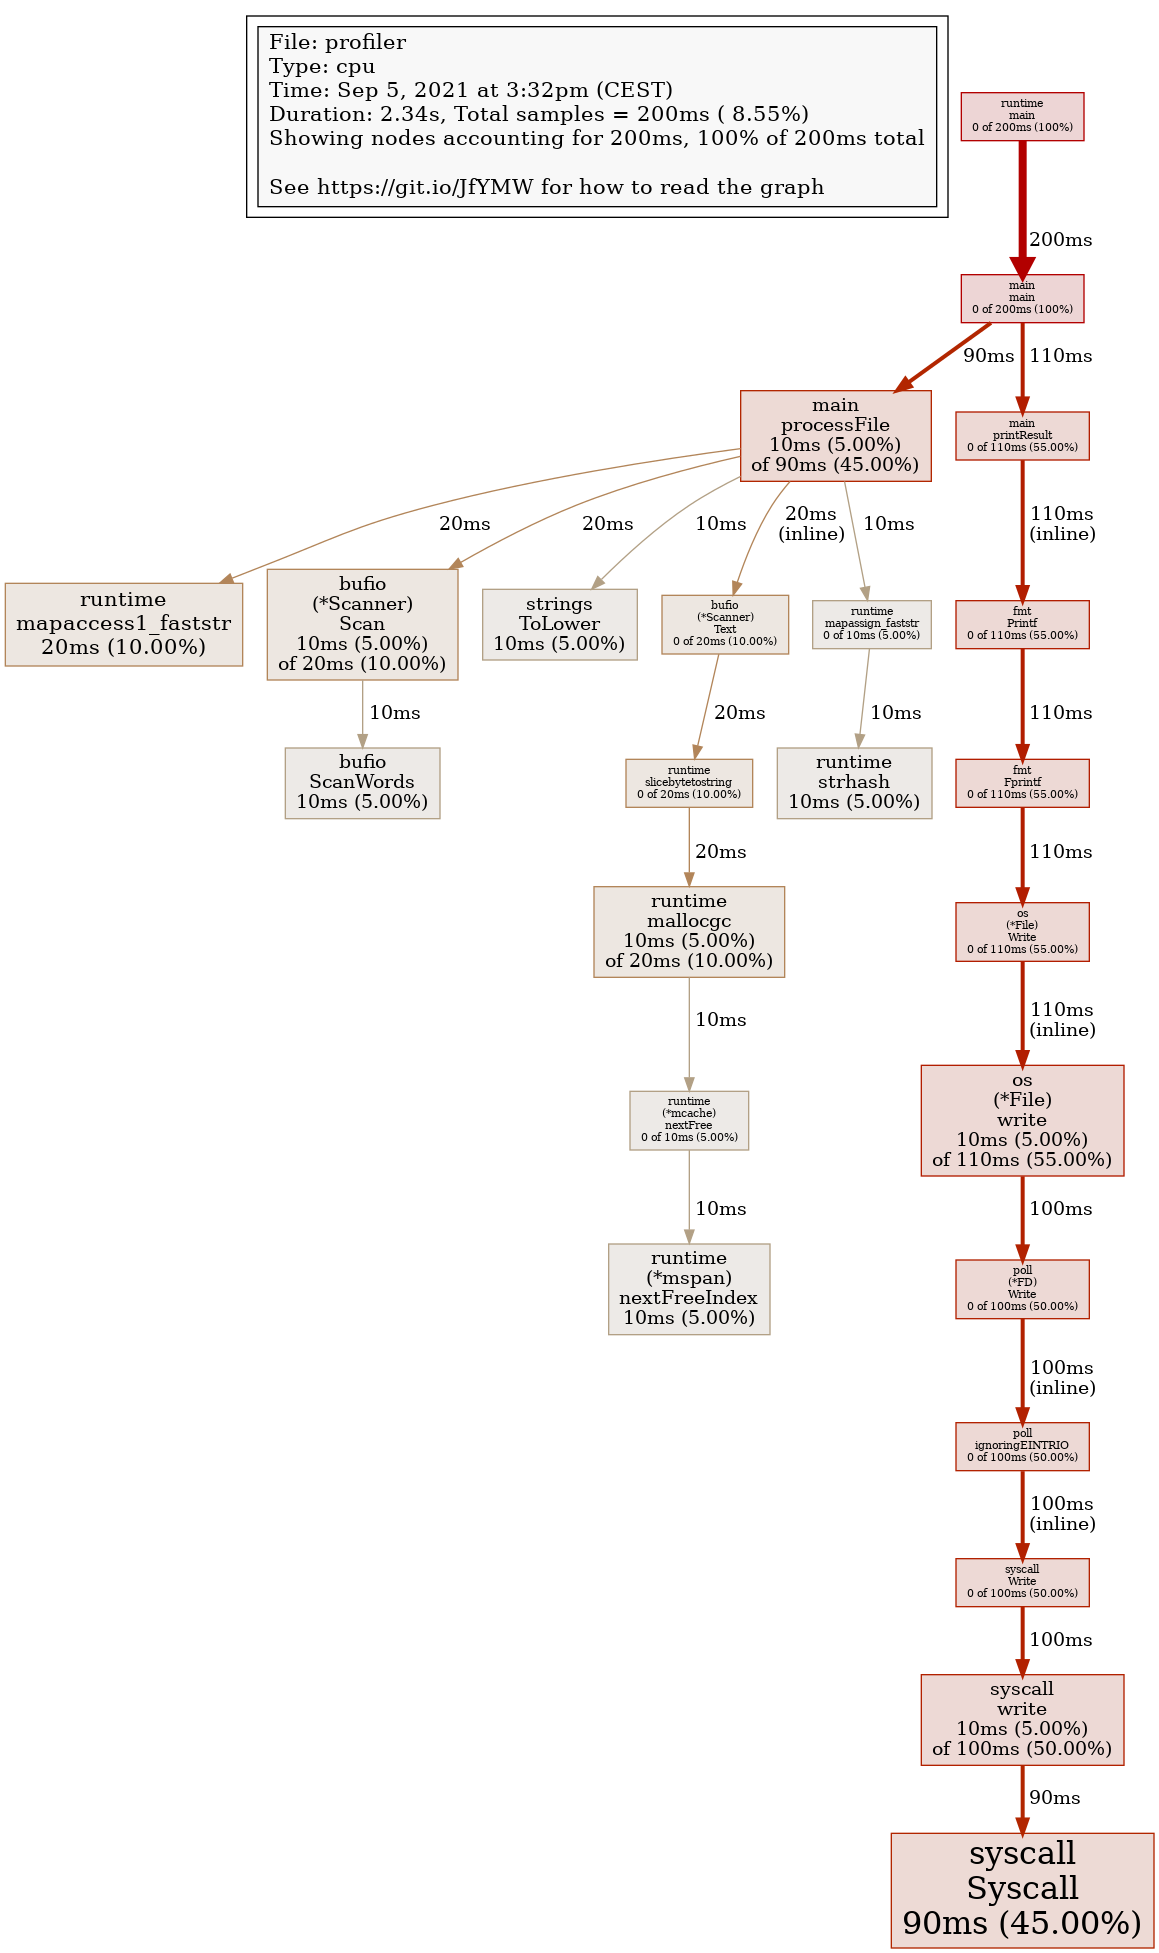 File: profiler
Type: cpu
Time: Sep 5, 2021 at 3:32pm (CEST)
Duration: 2.34s, Total samples = 200ms ( 8.55%)
Showing nodes accounting for 200ms, 100% of 200ms total
See https://git.io/JfYMW for how to read the graph
runtime
main
0 of 200ms (100%)
200ms
main
main
0 of 200ms (100%)
90ms
110ms
main
processFile
10ms (5.00%)
of 90ms (45.00%)
main
printResult
0 of 110ms (55.00%)
20ms
20ms
10ms
20ms
(inline)
10ms
110ms
(inline)
runtime
mapaccess1_faststr
20ms (10.00%)
bufio
(*Scanner)
Scan
10ms (5.00%)
of 20ms (10.00%)
strings
ToLower
10ms (5.00%)
bufio
(*Scanner)
Text
0 of 20ms (10.00%)
runtime
mapassign_faststr
0 of 10ms (5.00%)
fmt
Printf
0 of 110ms (55.00%)
10ms
20ms
10ms
110ms
bufio
ScanWords
10ms (5.00%)
runtime
slicebytetostring
0 of 20ms (10.00%)
runtime
strhash
10ms (5.00%)
fmt
Fprintf
0 of 110ms (55.00%)
20ms
110ms
runtime
mallocgc
10ms (5.00%)
of 20ms (10.00%)
os
(*File)
Write
0 of 110ms (55.00%)
10ms
110ms
(inline)
runtime
(*mcache)
nextFree
0 of 10ms (5.00%)
os
(*File)
write
10ms (5.00%)
of 110ms (55.00%)
10ms
100ms
runtime
(*mspan)
nextFreeIndex
10ms (5.00%)
poll
(*FD)
Write
0 of 100ms (50.00%)
100ms
(inline)
poll
ignoringEINTRIO
0 of 100ms (50.00%)
100ms
(inline)
syscall
Write
0 of 100ms (50.00%)
100ms
syscall
write
10ms (5.00%)
of 100ms (50.00%)
90ms
syscall
Syscall
90ms (45.00%)